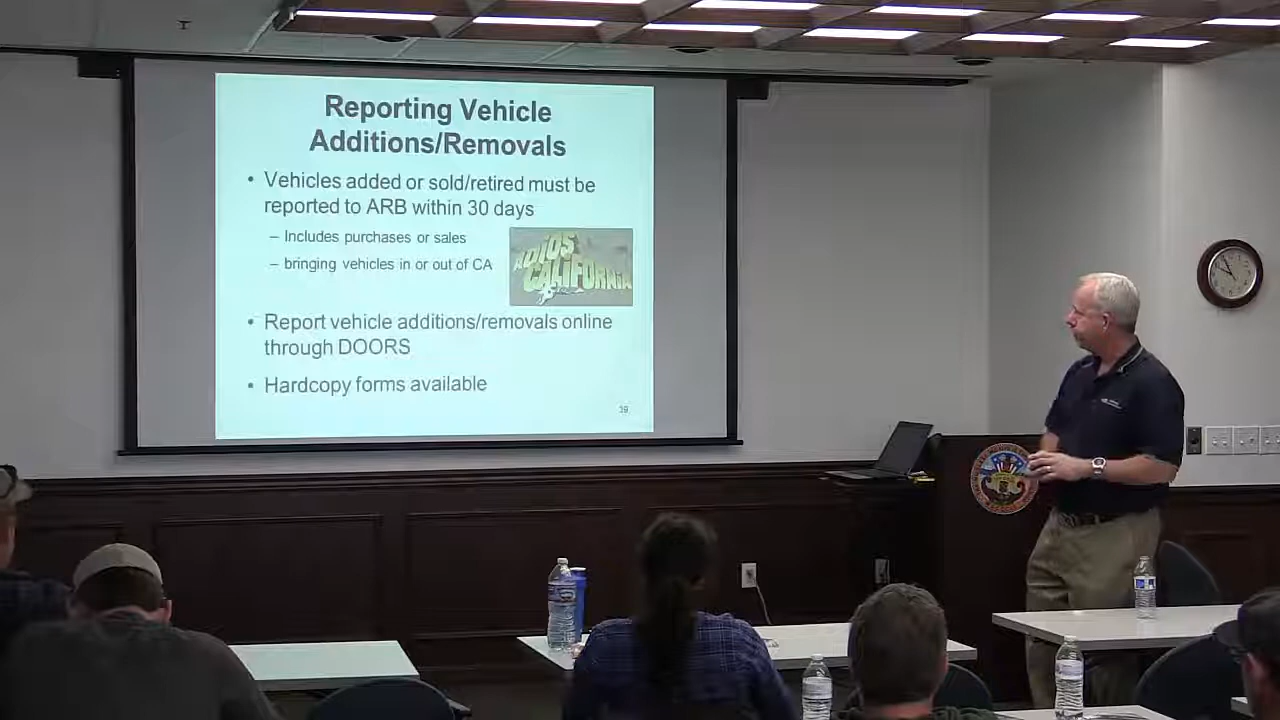 Reporting Vehicle
Additions/Removals
• Vehicles added or sold/retired must be
reported to ARB within 30 days
– Includes purchases or sales
– bringing vehicles in or out of CA
ADIOS
CALIFORNIA
• Report vehicle additions/removals online
through DOORS
• Hardcopy forms available
39